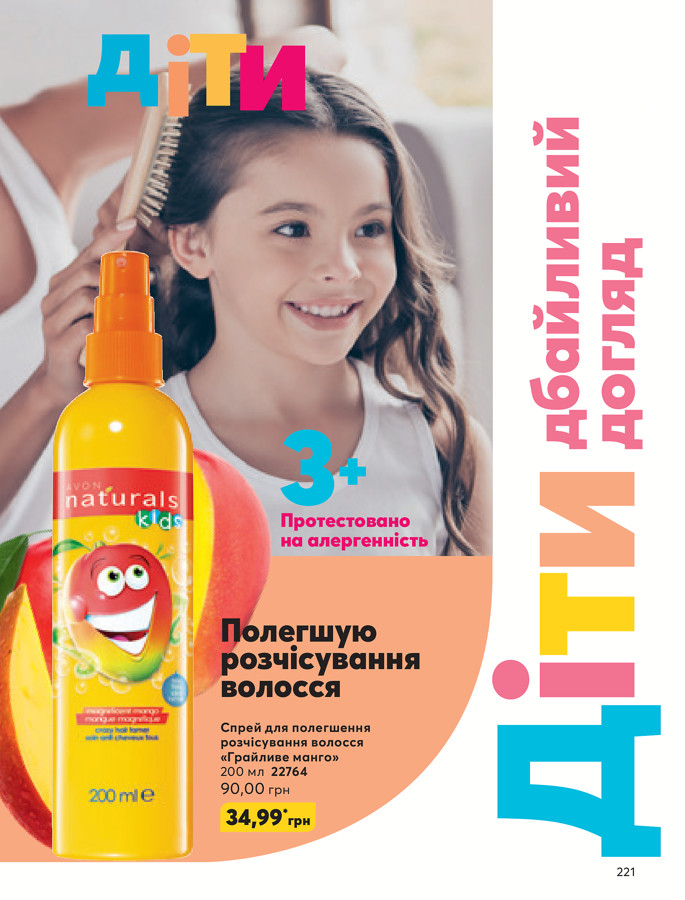 ДІТИ
3+
Протестовано
на алергенність
AVON
naturals
kids
magnificent mango
mangue magnifique
crazy hair tamer
soin anti cheveux fous
200 ml e
Полегшую
розчісування
волосся
Спрей для полегшення
розчісування волосся
«Грайливе манго»
200 мл 22764
90,00 грн
34,99* грн
Діти дбайливий
догляд
221